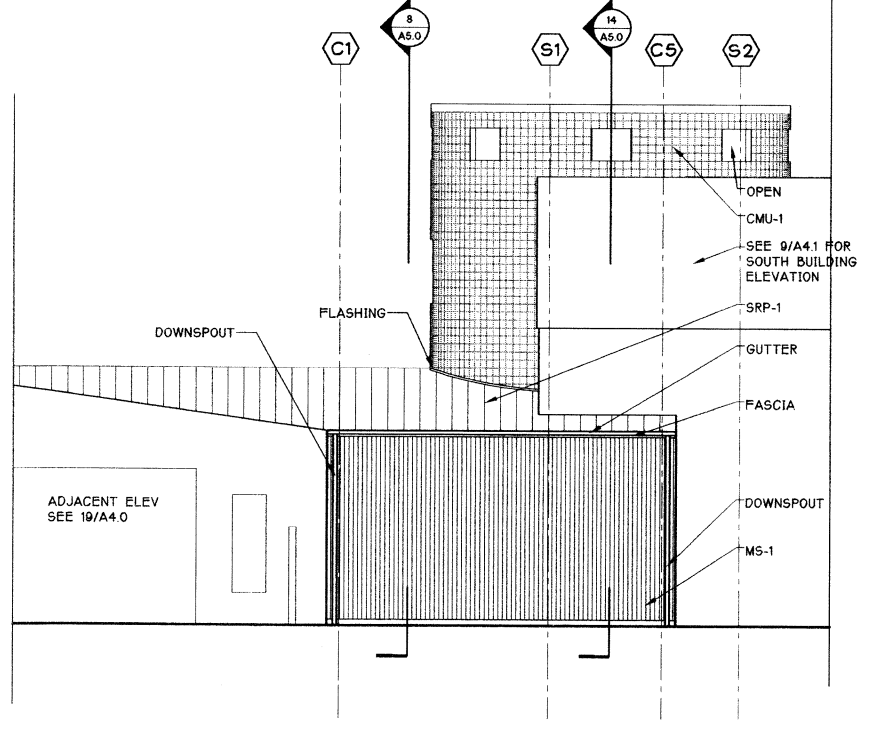 8
A5.0
14
A5.0
C1
S1
C5
S2
OPEN
CMU-1
SEE 9/A4.1 FOR
SOUTH BUILDING
ELEVATION
SRP-1
FLASHING
DOWNSPOUT
GUTTER
FASCIA
ADJACENT ELEV
SEE 19/A4.0
DOWNSPOUT
MS-1